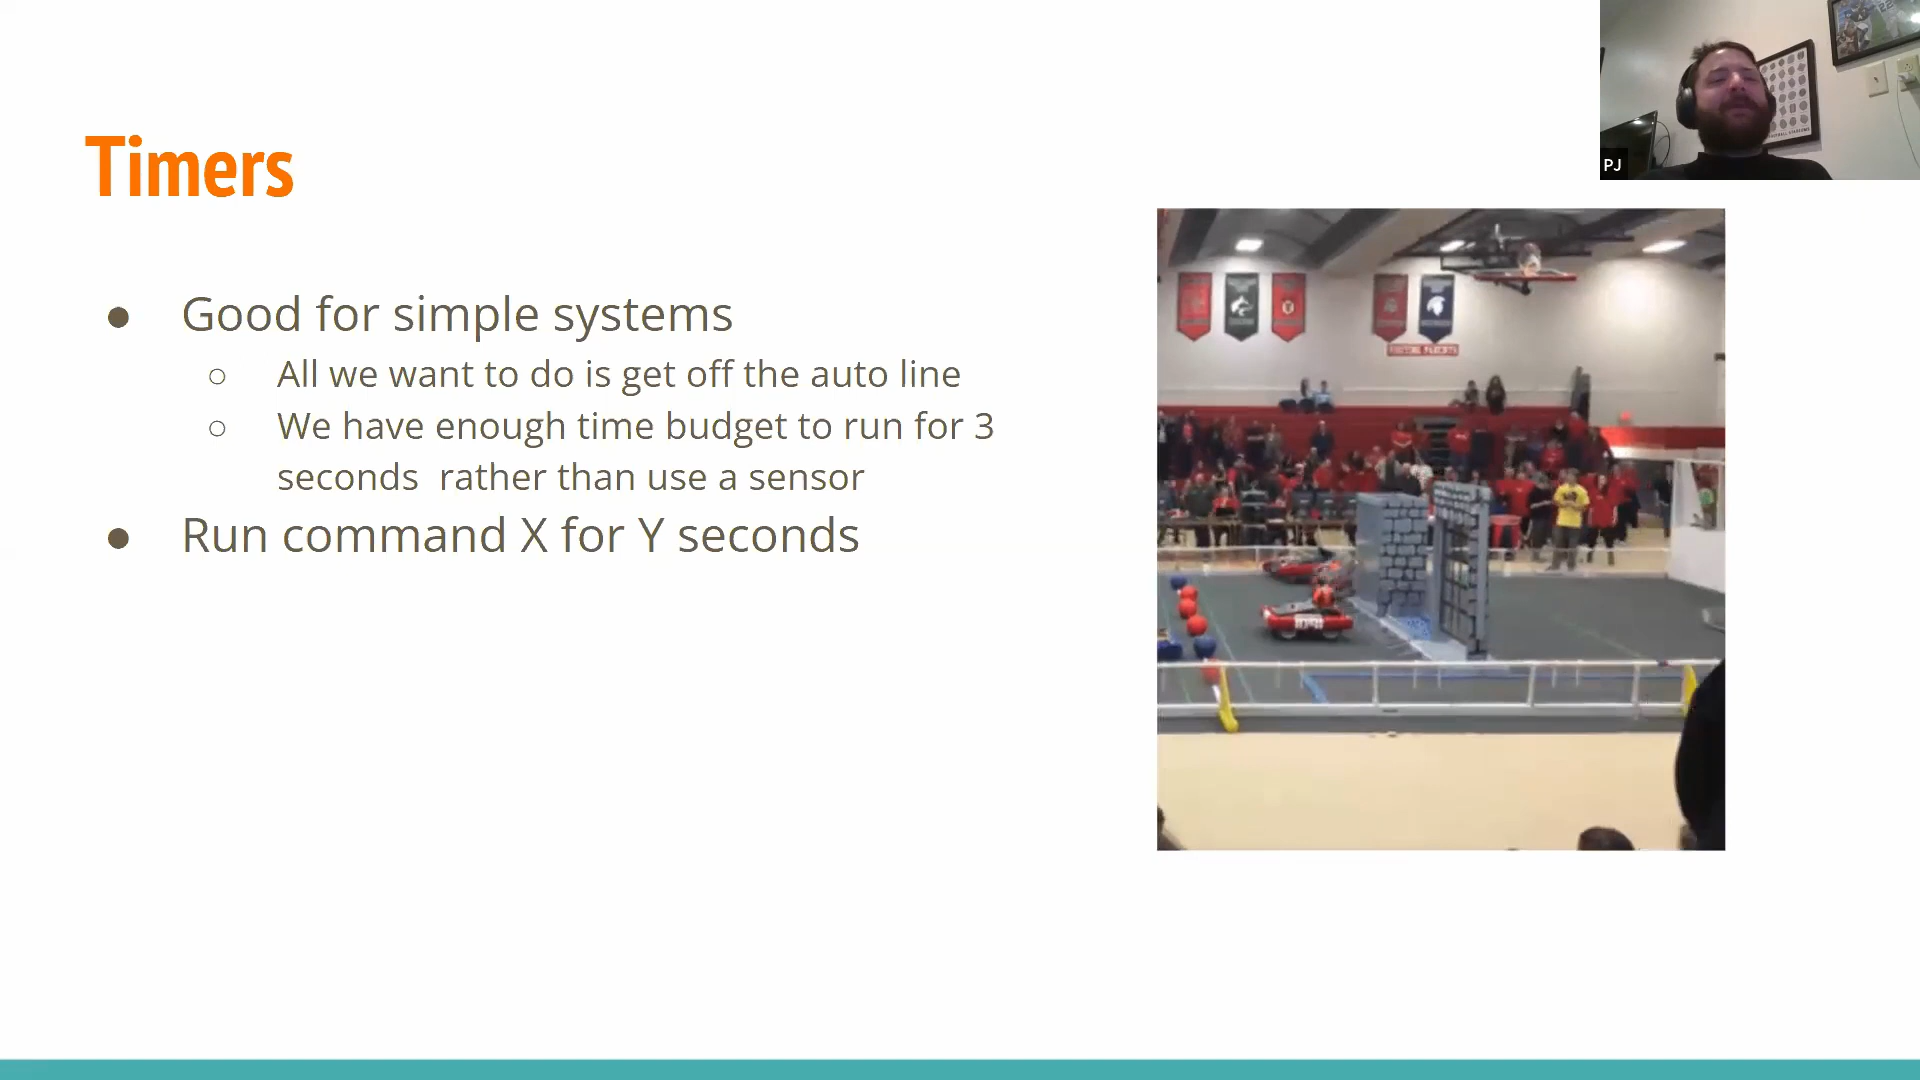 Timers
● Good for simple systems
○ All we want to do is get off the auto line
○ We have enough time budget to run for 3
seconds rather than use a sensor
● Run command X for Y seconds
PJ